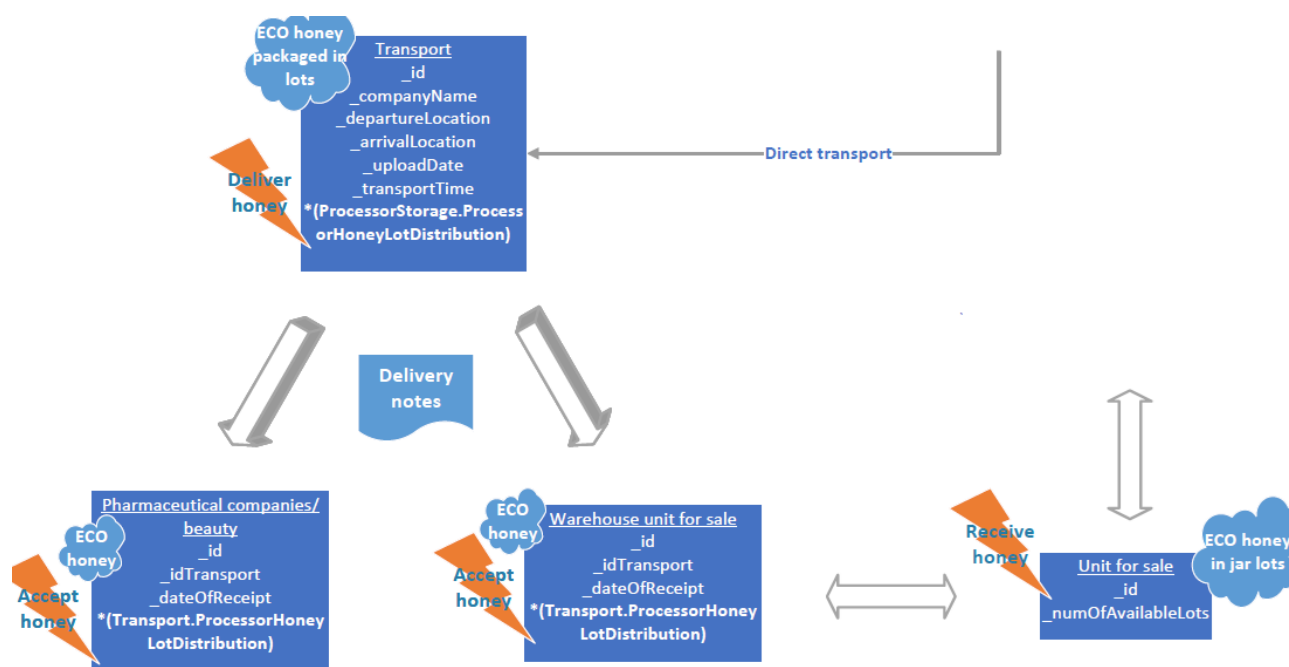 ECO honey
packaged in
lots
Transport
_id
_companyName
_departureLocation
_arrivalLocation
_uploadDate
_transportTime
*(ProcessorStorage.Process
orHoneyLotDistribution)
Deliver
honey
Direct transport
Delivery
notes
Pharmaceutical companies/
beauty
_id
_idTransport
_dateOfReceipt
*(Transport.ProcessorHoney
LotDistribution)
ECO
honey
Accept
honey
Warehouse unit for sale
_id
_idTransport
_dateOfReceipt
*(Transport.ProcessorHoney
LotDistribution)
ECO
honey
Accept
honey
Receive
honey
Unit for sale
_id
_numOfAvailableLots
ECO honey
in jar lots